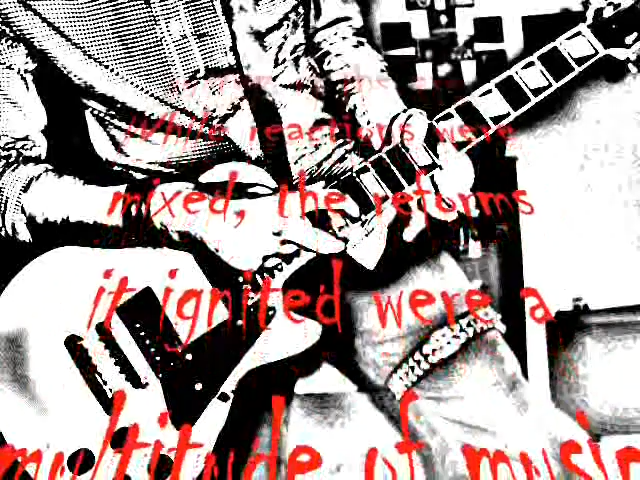 While reactions were
mixed, the reforms
it ignited were a
multitude of music